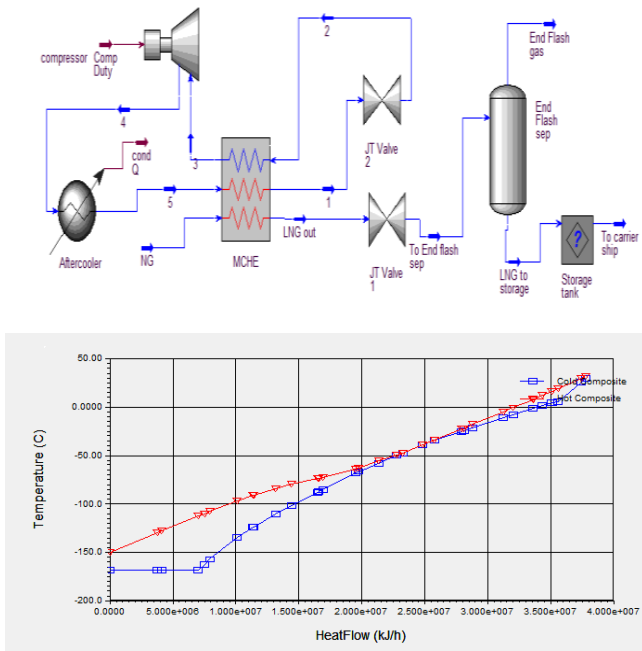 2
End Flash
gas
compressor
Comp
Duty
4
cond
Q
3
JT Valve
2
End
Flash
sep
5
1
Aftercooler
NG
MCHE
LNG out
JT Valve
1
To End flash
sep
LNG to
storage
?
Storage
tank
To carrier
ship
50.00
0.0000
-50.00
-100.0
-150.0
-200.0
Temperature (C)
Cold Composite
Hot Composite
0.0000
5.000e+006
1.000e+007
1.500e+007
2.000e+007
2.500e+007
3.000e+007
3.500e+007
4.000e+007
HeatFlow (kJ/h)